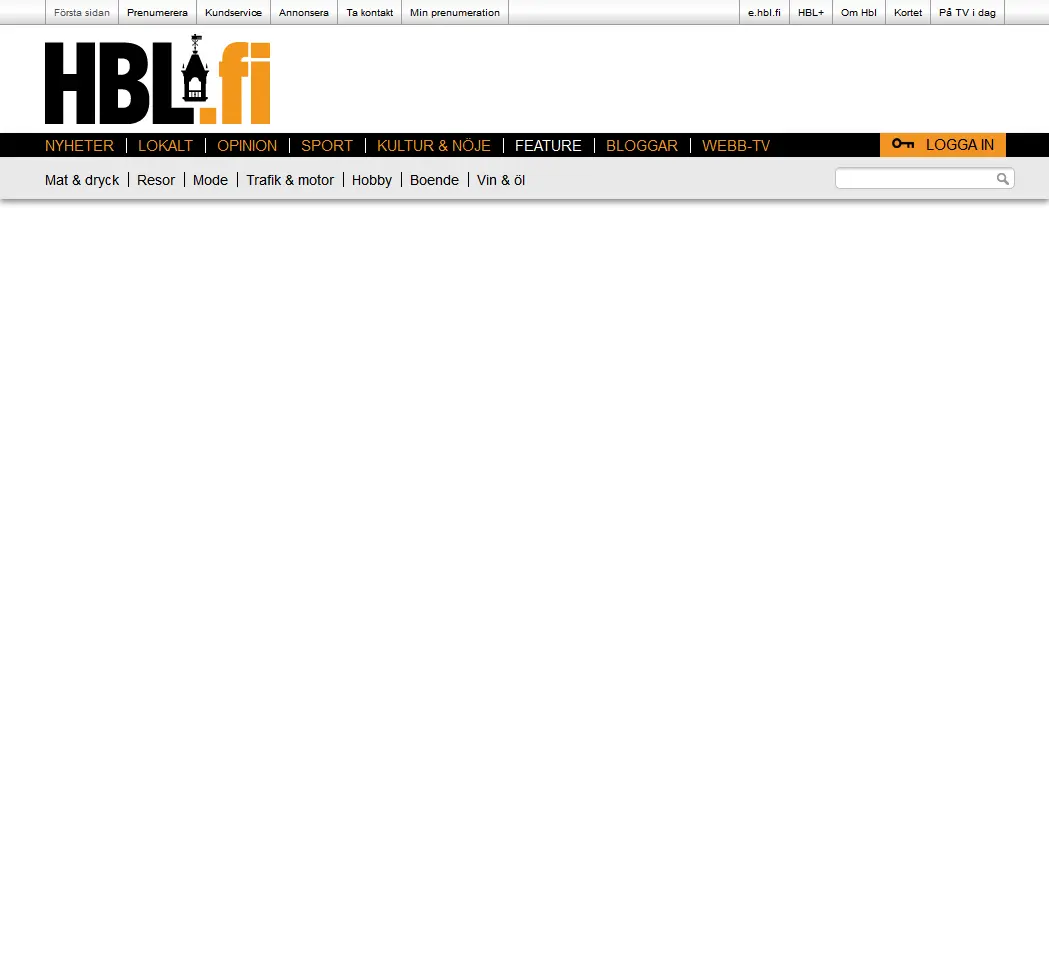 Första sidan Prenumerera Kundservice Annonsera Ta kontakt Min prenumeration e.hbl.fi HBL+ Om Hbl Kortet På TV i dag
HBL.fi
NYHETER LOKALT OPINION SPORT KULTUR & NÖJE FEATURE BLOGGAR WEBB-TV LOGGA IN
Mat & dryck Resor Mode Trafik & motor Hobby Boende Vin & öl